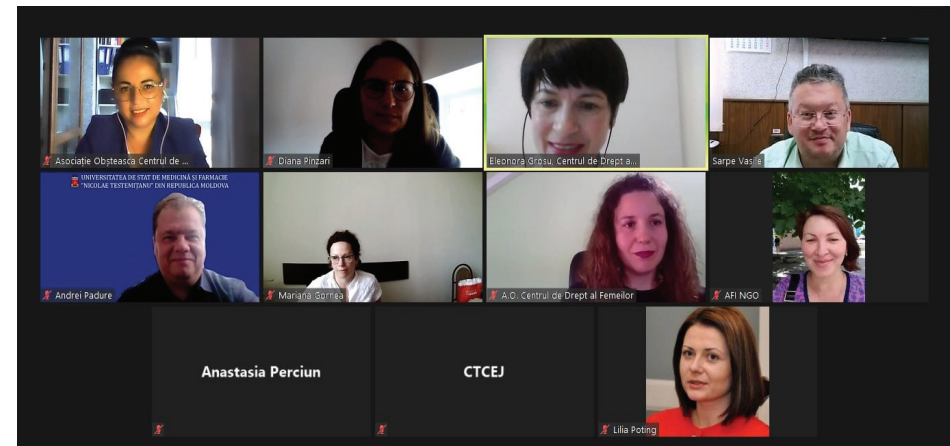 Asociație Obștească Centrul de ...
Diana Pinzari
Eleonora Grosu, Centrul de Drept a...
Sarpe Vasile
UNIVERSITATEA DE STAT DE MEDICINĂ ȘI FARMACIE
"NICOLAE TESTEMIȚANU" DIN REPUBLICA MOLDOVA
Andrei Padure
Mariana Gornea
A.O. Centrul de Drept al Femeilor
AFI NGO
Anastasia Perciun
CTCEJ
Lilia Poting